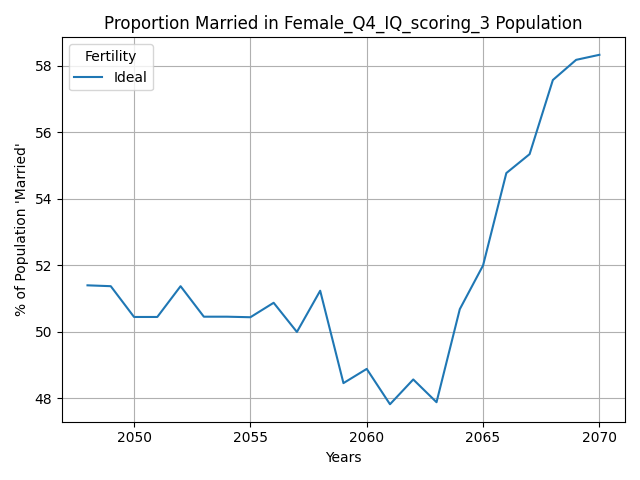 Proportion Married in Female_Q4_IQ_scoring_3 Population
Fertility
Ideal
% of Population 'Married'
58
56
54
52
50
48
2050
2055
2060
2065
2070
Years